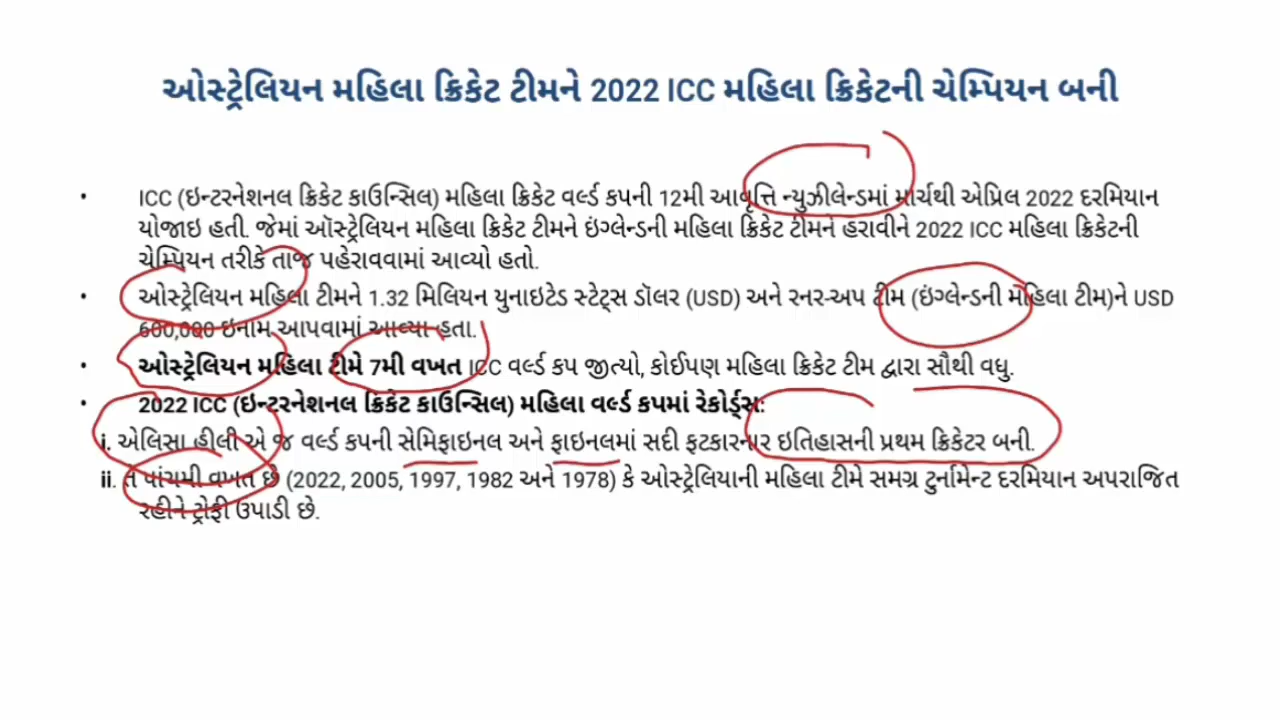 ઓસ્ટ્રેલિયન મહિલા ક્રિકેટ ટીમને 2022 ICC મહિલા ક્રિકેટની ચેમ્પિયન બની
• ICC (ઇન્ટરનેશનલ ક્રિકેટ કાઉન્સિલ) મહિલા ક્રિકેટ વર્લ્ડ કપની 12મી આવૃત્તિ ન્યુઝીલેન્ડમાં માર્ચથી એપ્રિલ 2022 દરમિયાન
યોજાઇ હતી. જેમાં ઑસ્ટ્રેલિયન મહિલા ક્રિકેટ ટીમને ઇંગ્લેન્ડની મહિલા ક્રિકેટ ટીમને હરાવીને 2022 ICC મહિલા ક્રિકેટની
ચેમ્પિયન તરીકે તાજ પહેરાવવામાં આવ્યો હતો.
• ઓસ્ટ્રેલિયન મહિલા ટીમને 1.32 મિલિયન યુનાઇટેડ સ્ટેટ્સ ડૉલર (USD) અને રનર-અપ ટીમ (ઇંગ્લેન્ડની મહિલા ટીમ)ને USD
600,000 ઇનામ આપવામાં આવ્યા હતા.
• ઓસ્ટ્રેલિયન મહિલા ટીમે 7મી વખત ICC વર્લ્ડ કપ જીત્યો, કોઈપણ મહિલા ક્રિકેટ ટીમ દ્વારા સૌથી વધુ.
• 2022 ICC (ઇન્ટરનેશનલ ક્રિકેટ કાઉન્સિલ) મહિલા વર્લ્ડ કપમાં રેકોર્ડ્સ:
i. એલિસા હીલી એ જ વર્લ્ડ કપની સેમિફાઇનલ અને ફાઇનલમાં સદી ફટકારનાર ઇતિહાસની પ્રથમ ક્રિકેટર બની.
ii. તે પાંચમી વખત છે (2022, 2005, 1997, 1982 અને 1978) કે ઓસ્ટ્રેલિયાની મહિલા ટીમે સમગ્ર ટુર્નામેન્ટ દરમિયાન અપરાજિત
રહીને ટ્રોફી ઉપાડી છે.